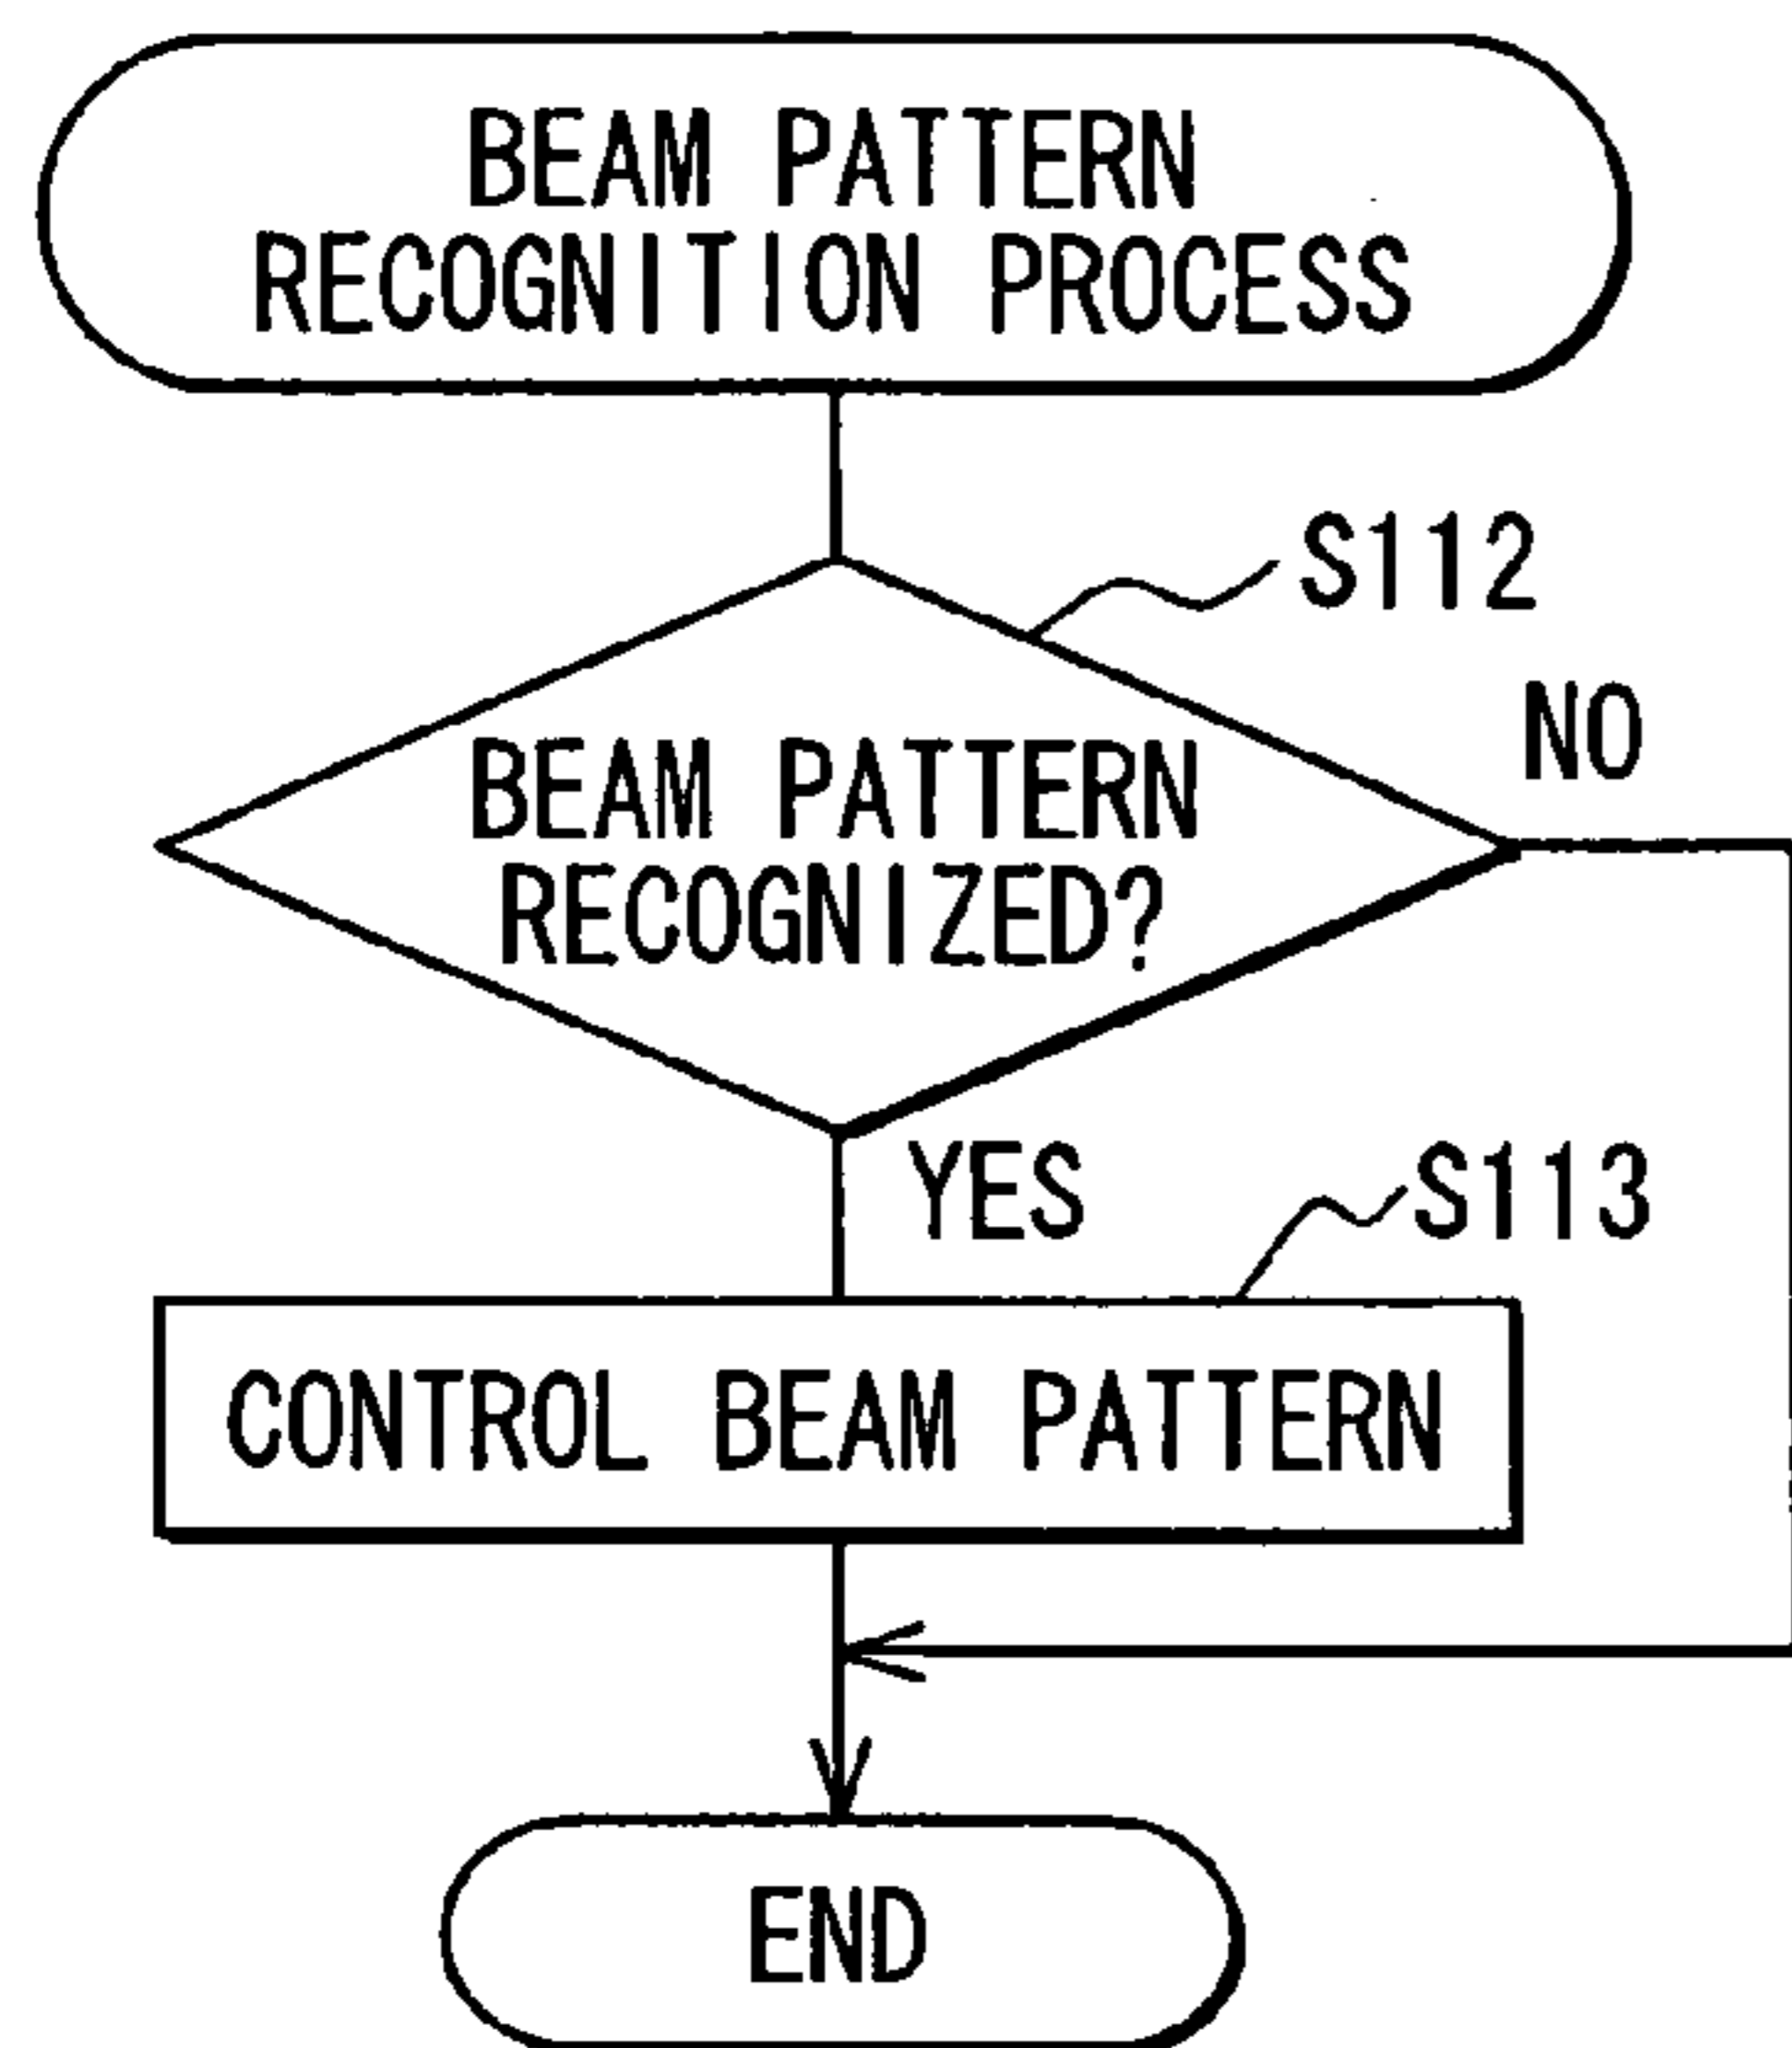 BEAM PATTERN
RECOGNITION PROCESS
S112
NO
BEAM PATTERN
RECOGNIZED?
YES
S113
CONTROL BEAM PATTERN
END